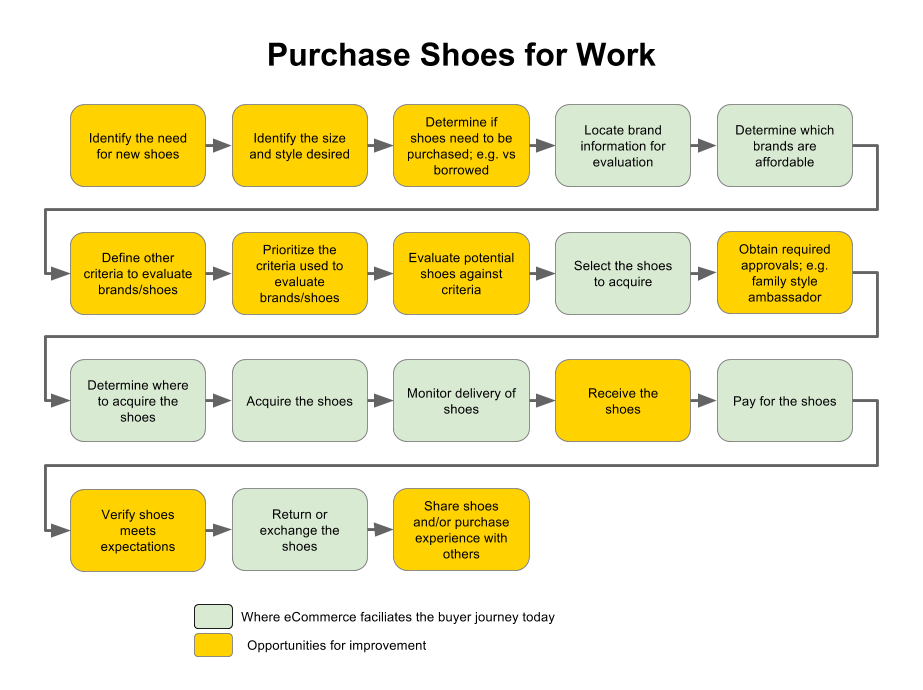 Purchase Shoes for Work
Identify the need
for new shoes
Identify the size
and style desired
Determine if
shoes need to be
purchased; e.g. vs
borrowed
Locate brand
information for
evaluation
Determine which
brands are
affordable
Define other
criteria to evaluate
brands/shoes
Prioritize the
criteria used to
evaluate
brands/shoes
Evaluate potential
shoes against
criteria
Select the shoes
to acquire
Obtain required
approvals; e.g.
family style
ambassador
Determine where
to acquire the
shoes
Acquire the shoes
Monitor delivery of
shoes
Receive the
shoes
Pay for the shoes
Verify shoes
meets
expectations
Return or
exchange the
shoes
Share shoes
and/or purchase
experience with
others
Where eCommerce faciliates the buyer journey today
Opportunities for improvement